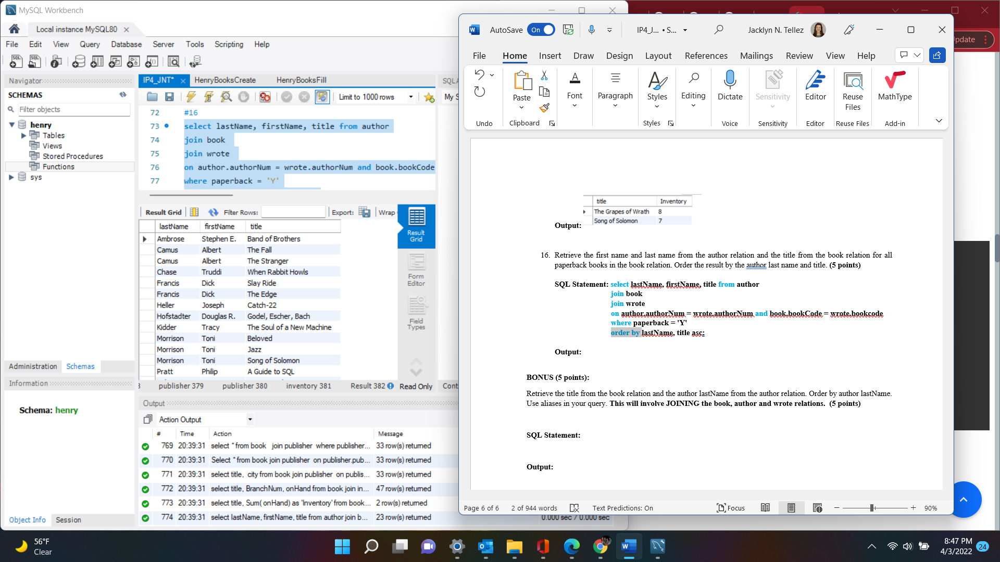 MySQL Workbench
Local instance MySQL80
File Edit View Query Database Server Tools Scripting Help
Navigator
SCHEMAS
Filter objects
henry
Tables
Views
Stored Procedures
Functions
sys
Administration Schemas
Information
Schema: henry
Object Info Session
IP4_JNT* HenryBooksCreate HenryBooksFill
Limit to 1000 rows
72 #16
73 select lastName, firstName, title from author
74 join book
75 join wrote
76 on author.authorNum = wrote.authorNum and book.bookCode
77 where paperback = 'Y'
Result Grid Filter Rows: Export: Wrap
lastName firstName title
Ambrose Stephen E. Band of Brothers
Camus Albert The Fall
Camus Albert The Stranger
Chase Truddi When Rabbit Howls
Francis Dick Slay Ride
Francis Dick The Edge
Heller Joseph Catch-22
Hofstadter Douglas R. Godel, Escher, Bach
Kidder Tracy The Soul of a New Machine
Morrison Toni Beloved
Morrison Toni Jazz
Morrison Toni Song of Solomon
Pratt Philip A Guide to SQL
Result Grid
Form Editor
Field Types
publisher 379 publisher 380 inventory 381 Result 382 Read Only
Output
Action Output
# Time Action Message
769 20:39:31 select * from book join publisher where publisher... 33 row(s) returned
770 20:39:31 Select * from book join publisher on publisher.pub... 33 row(s) returned
771 20:39:31 select title, city from book join publisher on publis... 33 row(s) returned
772 20:39:31 select title, BranchNum, onHand from book join in... 47 row(s) returned
773 20:39:31 select title, Sum( onHand) as 'Inventory' from book... 2 row(s) returned
774 20:39:31 select lastName, firstName, title from author join b... 23 row(s) returned 0.000 sec / 0.000 sec
SQLA
My S
Cont
AutoSave On IP4_J... • S... Jacklyn N. Tellez
File Home Insert Draw Design Layout References Mailings Review View Help
Paste Font Paragraph Styles Editing Dictate Sensitivity Editor Reuse Files MathType
Undo Clipboard Styles Voice Sensitivity Editor Reuse Files Add-in
title Inventory
The Grapes of Wrath 8
Song of Solomon 7
Output:
16. Retrieve the first name and last name from the author relation and the title from the book relation for all
paperback books in the book relation. Order the result by the author last name and title. (5 points)
SQL Statement: select lastName, firstName, title from author
join book
join wrote
on author.authorNum = wrote.authorNum and book.bookCode = wrote.bookcode
where paperback = 'Y'
order by lastName, title asc;
Output:
BONUS (5 points):
Retrieve the title from the book relation and the author lastName from the author relation. Order by author lastName.
Use aliases in your query. This will involve JOINING the book, author and wrote relations. (5 points)
SQL Statement:
Output:
Page 6 of 6 2 of 944 words Text Predictions: On Focus 90%
pdate
56°F
Clear
8:47 PM
4/3/2022
24